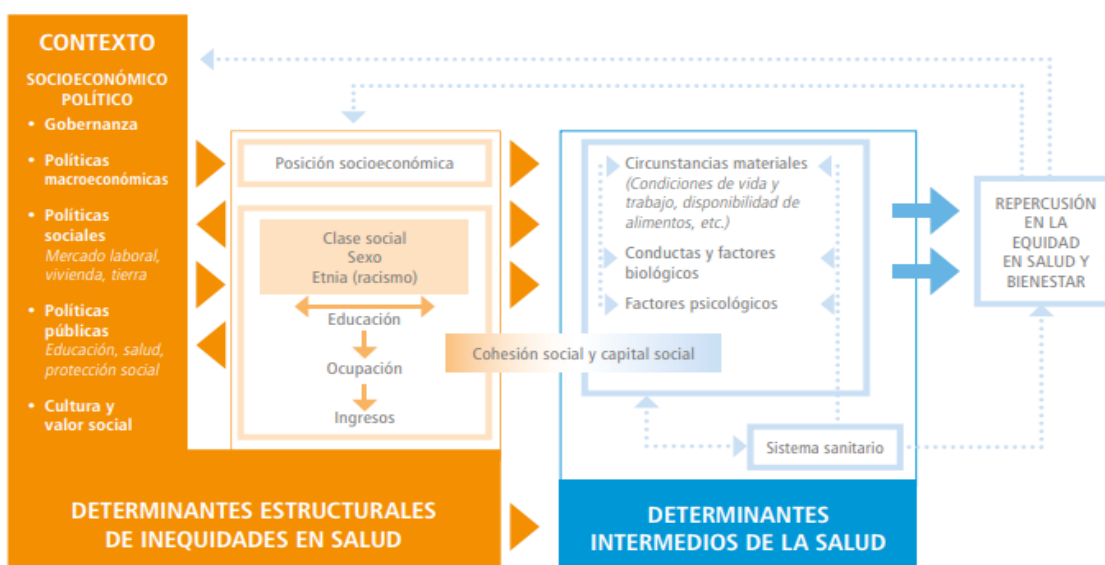 CONTEXTO
SOCIOECONÓMICO
POLÍTICO
• Gobernanza
• Políticas
macroeconómicas
• Políticas
sociales
Mercado laboral,
vivienda, tierra
• Políticas
públicas
Educación, salud,
protección social
• Cultura y
valor social
Posición socioeconómica
Clase social
Sexo
Etnia (racismo)
Educación
Ocupación
Ingresos
Cohesión social y capital social
Circunstancias materiales
(Condiciones de vida y
trabajo, disponibilidad de
alimentos, etc.)
Conductas y factores
biológicos
Factores psicológicos
Sistema sanitario
REPERCUSIÓN
EN LA
EQUIDAD
EN SALUD Y
BIENESTAR
DETERMINANTES ESTRUCTURALES
DE INEQUIDADES EN SALUD
DETERMINANTES
INTERMEDIOS DE LA SALUD